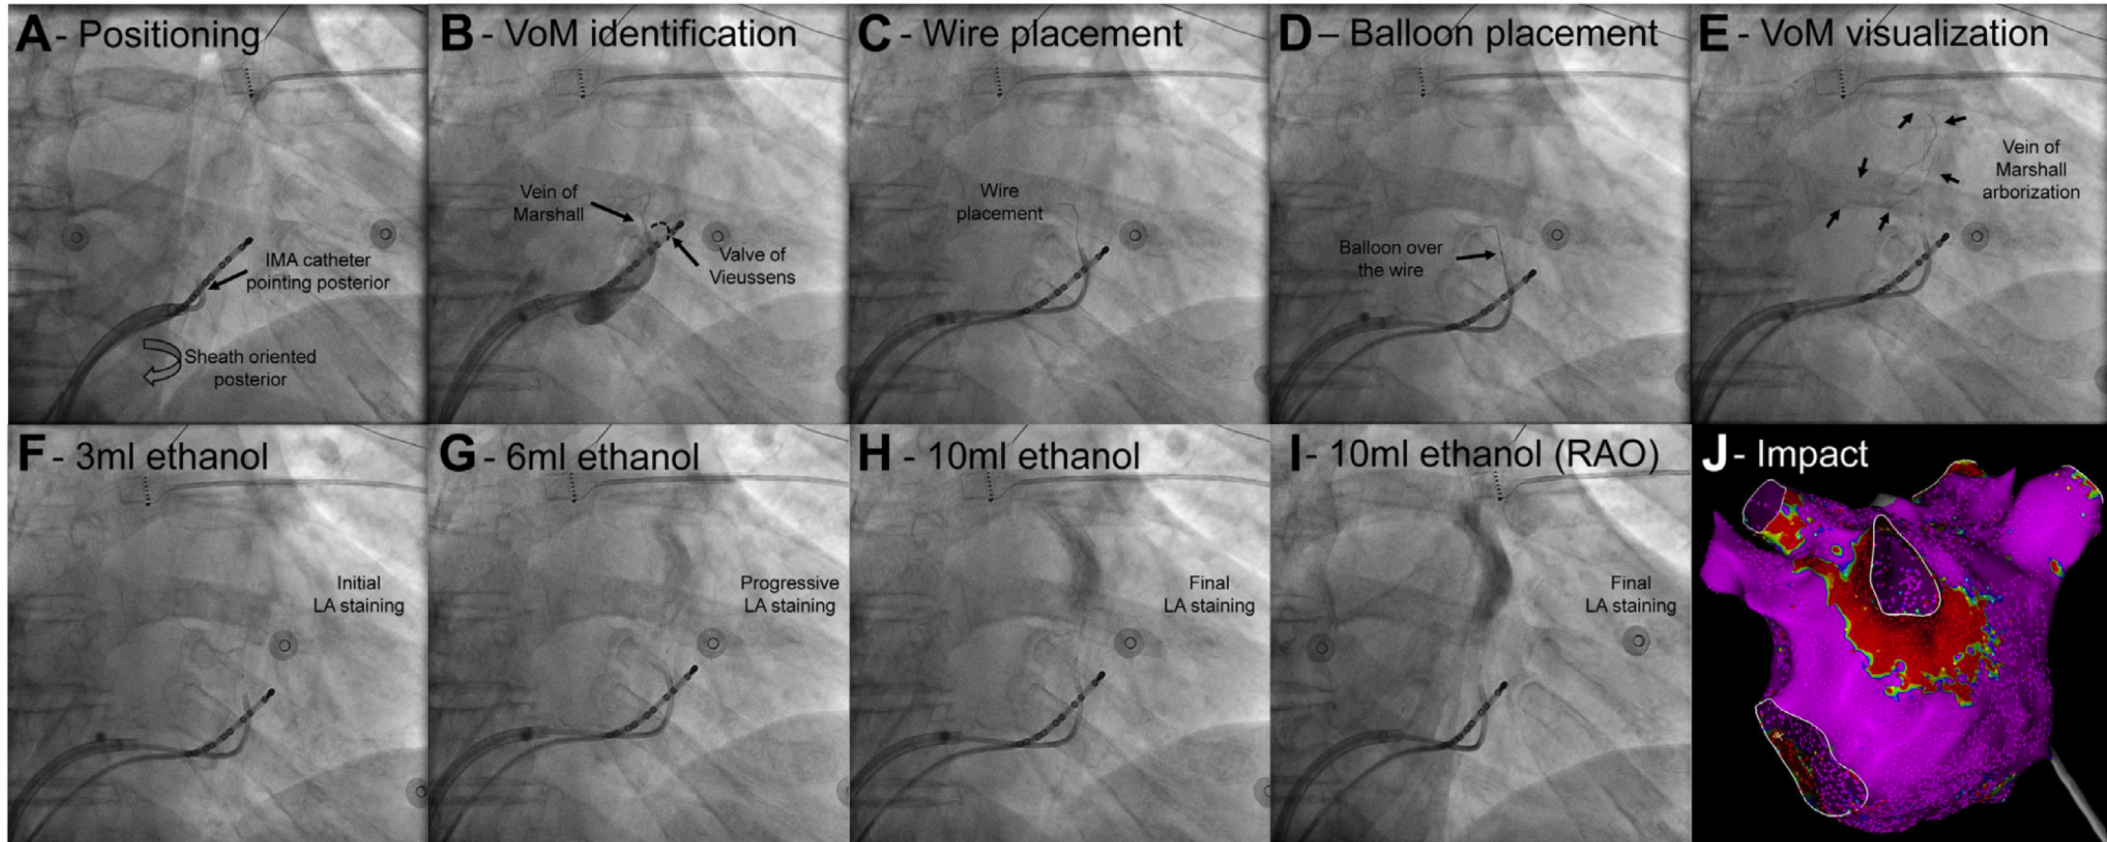 A - Positioning
IMA catheter
pointing posterior
Sheath oriented
posterior
B - VoM identification
Vein of
Marshall
Valve of
Vieussens
C - Wire placement
Wire
placement
D – Balloon placement
Balloon over
the wire
E - VoM visualization
Vein of
Marshall
arborization
F - 3ml ethanol
Initial
LA staining
G - 6ml ethanol
Progressive
LA staining
H - 10ml ethanol
Final
LA staining
I - 10ml ethanol (RAO)
Final
LA staining
J - Impact